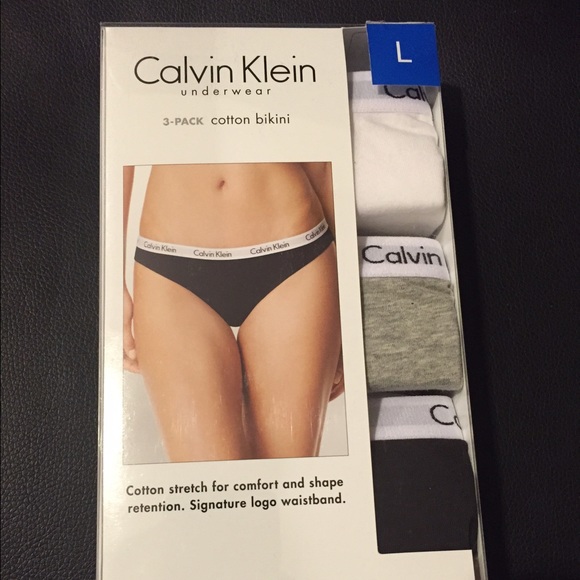 Calvin Klein
underwear
3-PACK cotton bikini
L
Calvin Klein Calvin Klein Calvin Klein
Cotton stretch for comfort and shape
retention. Signature logo waistband.
Calvin